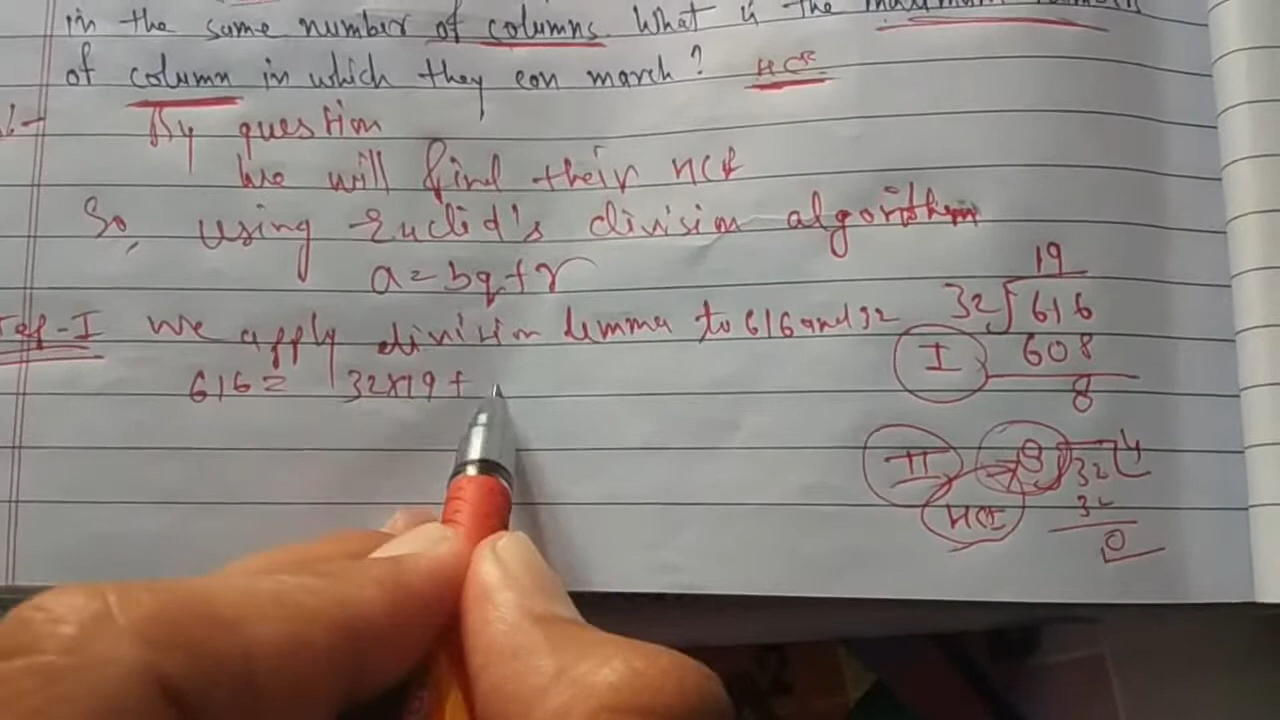 in the same number of columns. What is the maximum number
of column in which they can march? HCF
By question
We will find their HCF
So, using Euclid's division algorithm
a = bq + r
Step-I We apply division lemma to 616 and 32
616 = 32×19 +
19
32 616
I 608
8
II 8 32 4
HCF 32
0